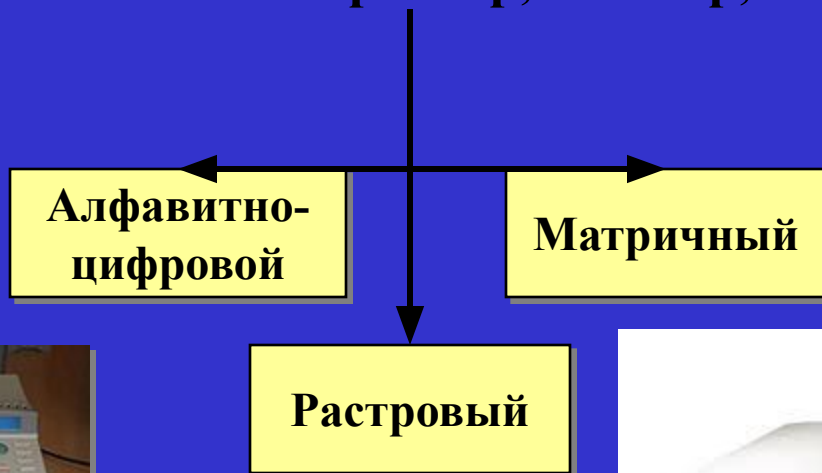 Алфавитно-
цифровой
Матричный
Растровый